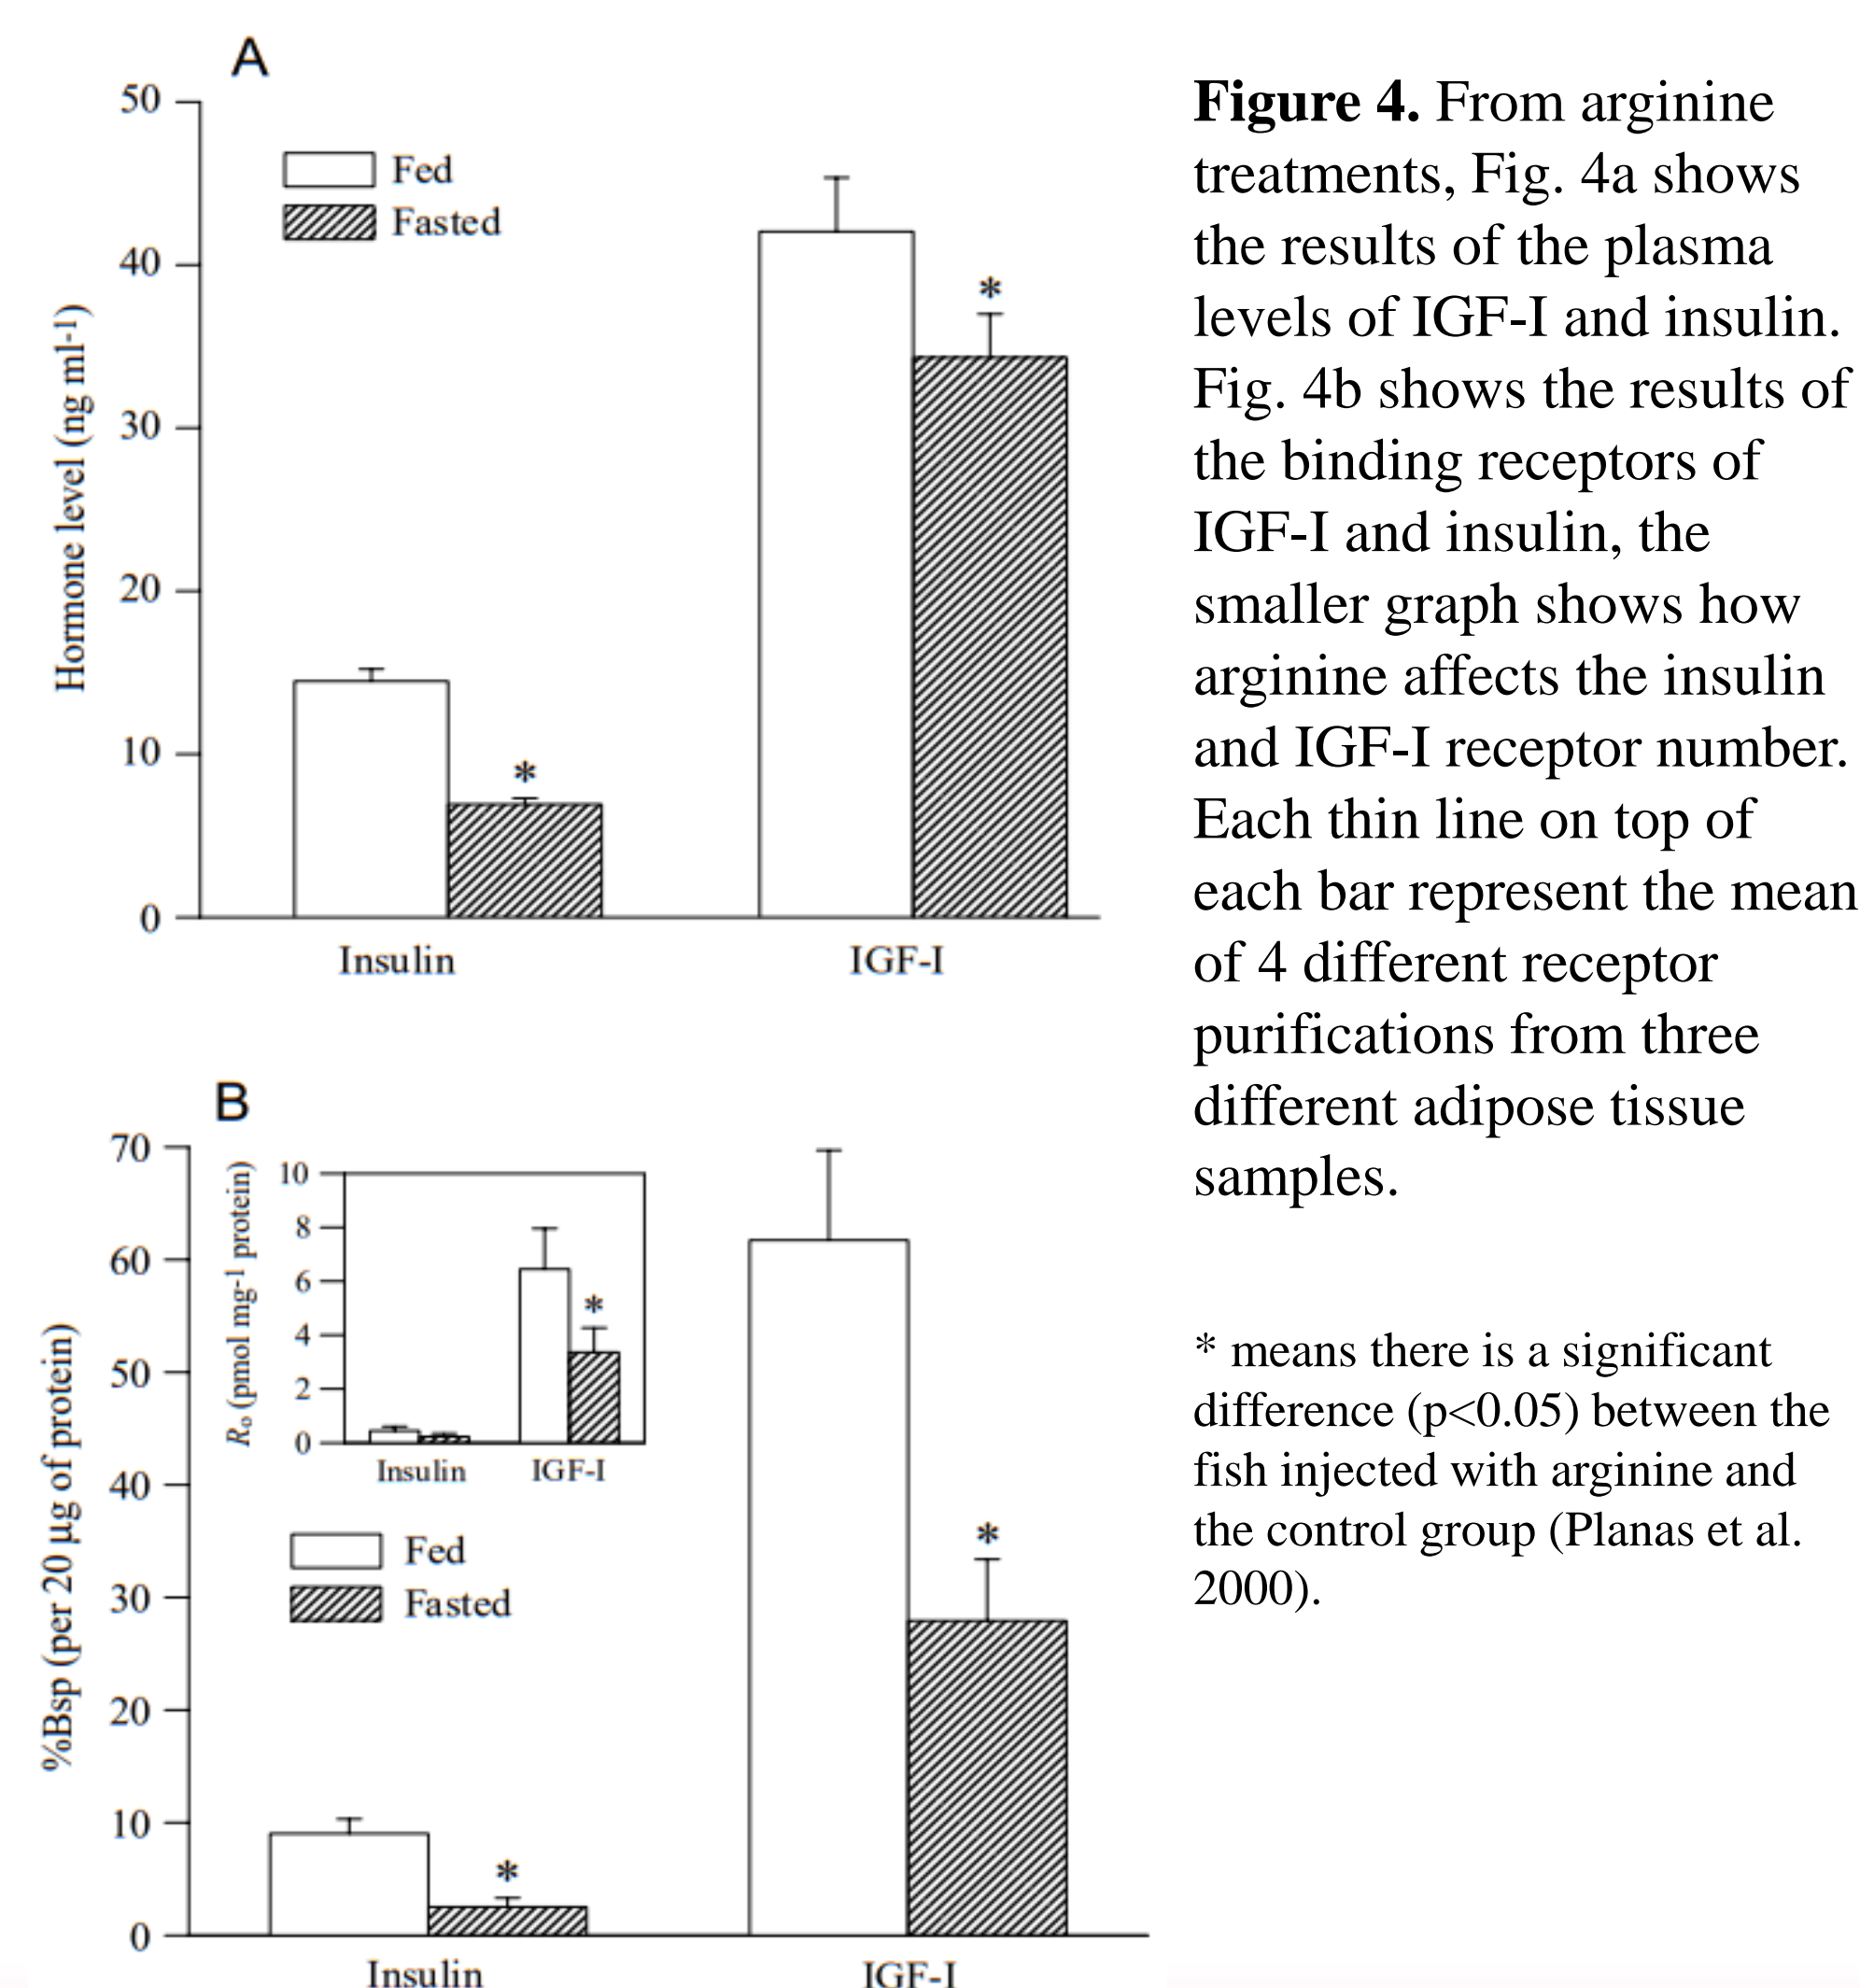 A
50
40
30
20
10
0
Hormone level (ng ml-1)
Fed
Fasted
*
*
Insulin
IGF-I
B
70
60
50
40
30
20
10
0
%Bsp (per 20 µg of protein)
10
8
6
4
2
0
Ro (pmol mg-1 protein)
*
Insulin
IGF-I
Fed
Fasted
*
*
Insulin
IGF-I
Figure 4. From arginine
treatments, Fig. 4a shows
the results of the plasma
levels of IGF-I and insulin.
Fig. 4b shows the results of
the binding receptors of
IGF-I and insulin, the
smaller graph shows how
arginine affects the insulin
and IGF-I receptor number.
Each thin line on top of
each bar represent the mean
of 4 different receptor
purifications from three
different adipose tissue
samples.
* means there is a significant
difference (p<0.05) between the
fish injected with arginine and
the control group (Planas et al.
2000).